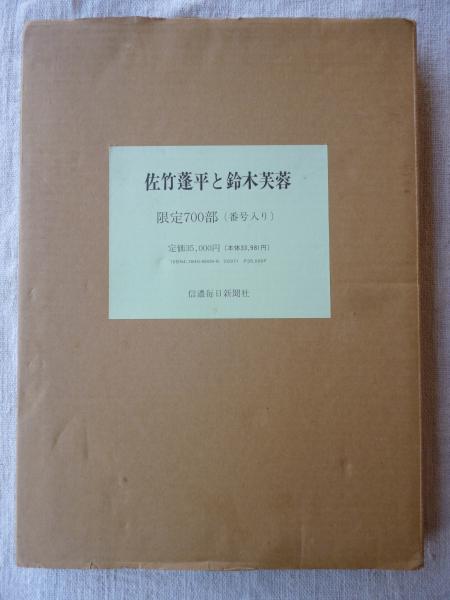 佐竹蓬平と鈴木芙蓉
限定700部（番号入り）
定価35,000円（本体33,981円）
信濃毎日新聞社